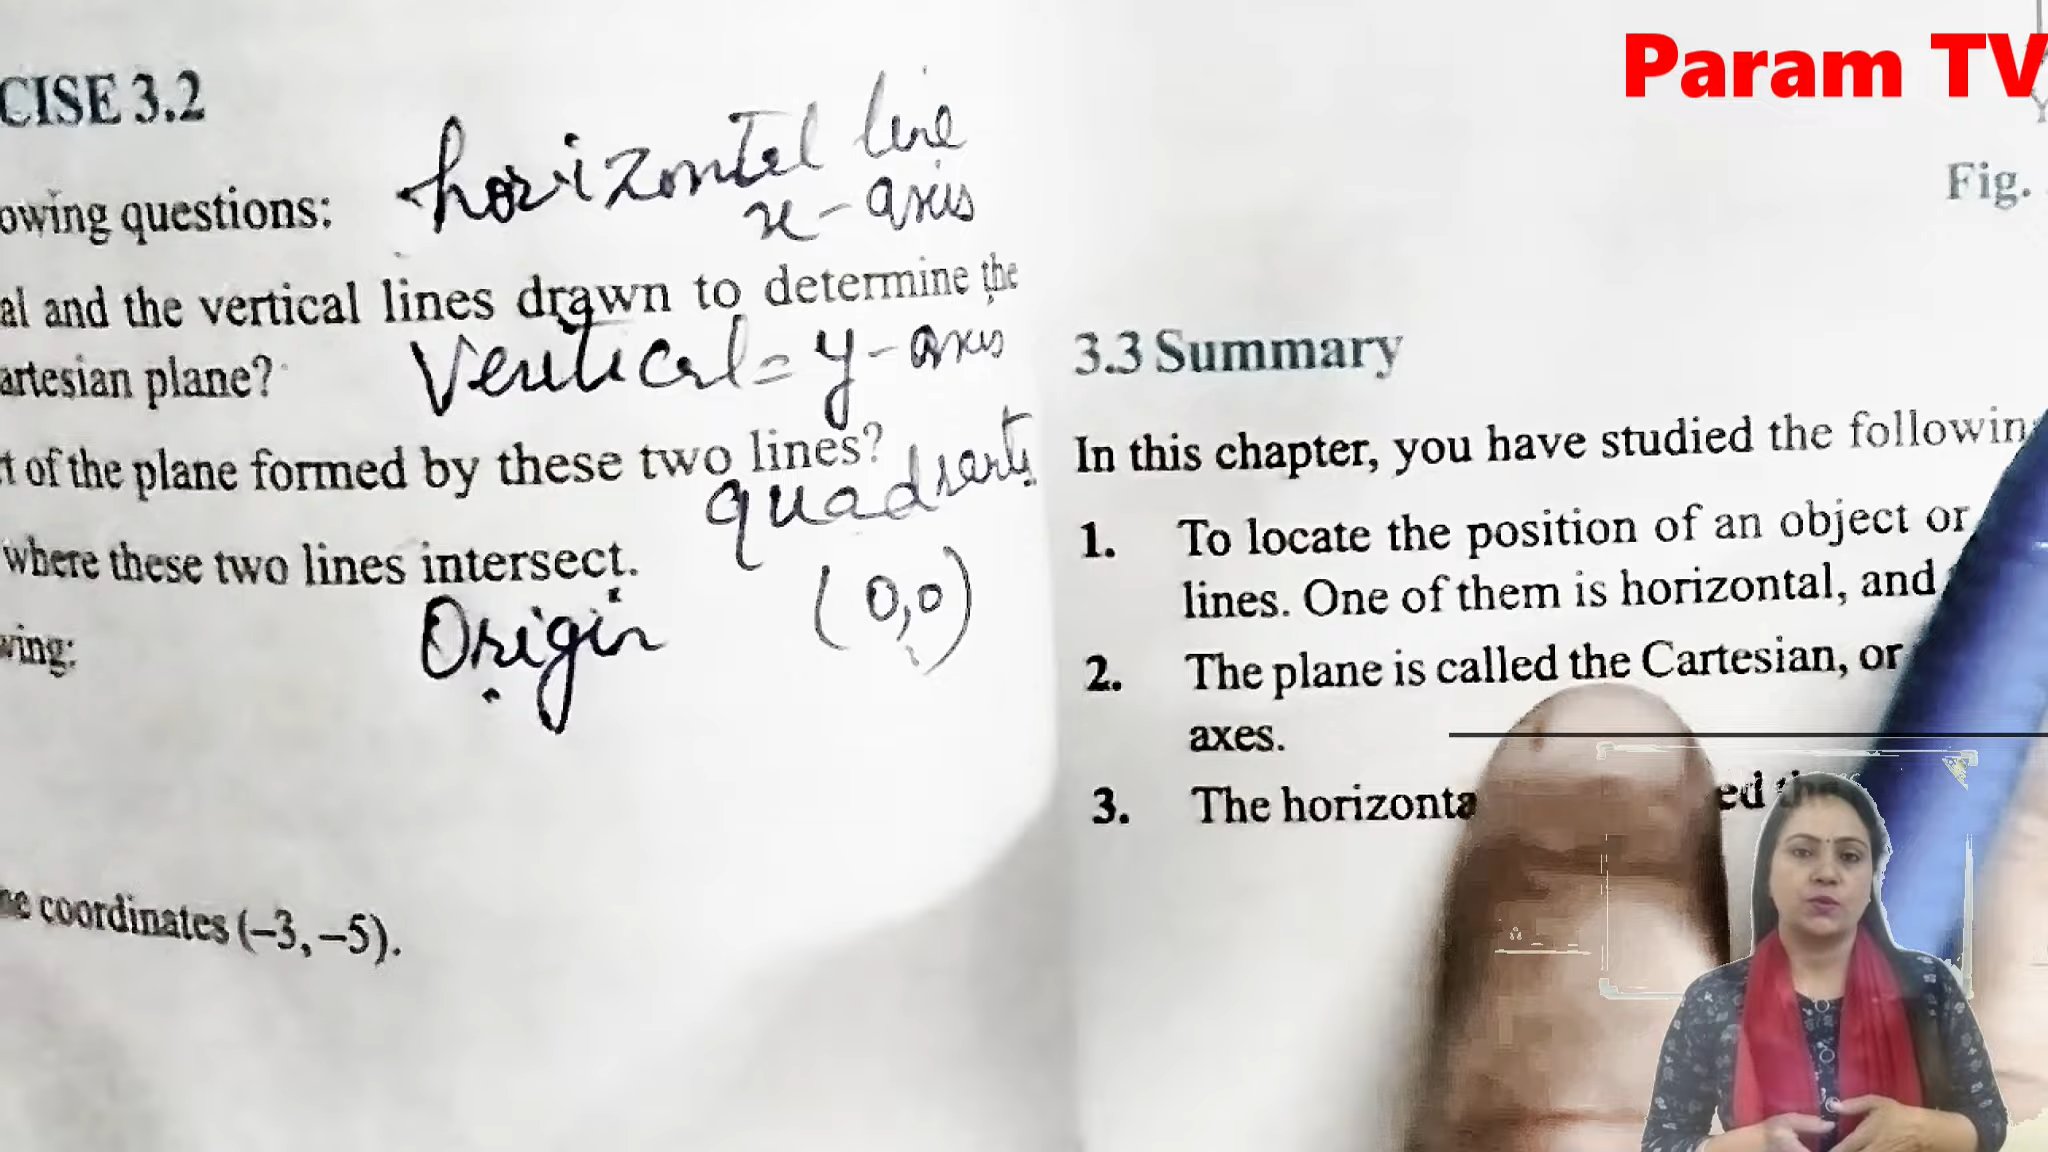 Param TV
CISE 3.2
horizontal line
owing questions:
x - axis
al and the vertical lines drawn to determine the
artesian plane?
Vertical = y - axis
t of the plane formed by these two lines?
quadrants
where these two lines intersect.
Origin (0,0)
wing:
ne coordinates (–3, –5).
Fig.
3.3 Summary
In this chapter, you have studied the following
1. To locate the position of an object or
lines. One of them is horizontal, and
2. The plane is called the Cartesian, or
axes.
3. The horizonta ed the